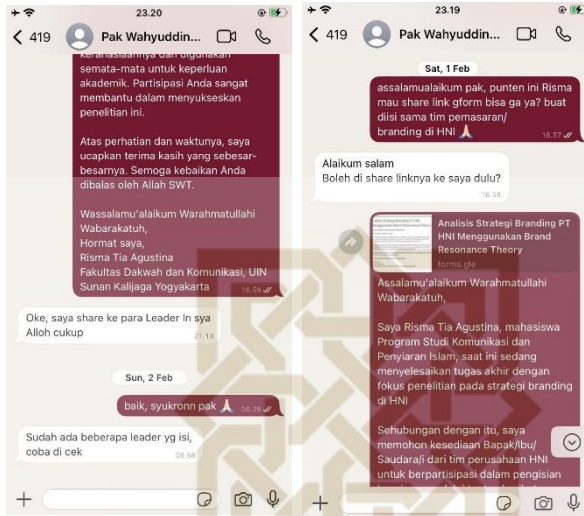 23.20
419 Pak Wahyuddin...
semata-mata untuk keperluan
akademik. Partisipasi Anda sangat
membantu dalam menyukseskan
penelitian ini.
Atas perhatian dan waktunya, saya
ucapkan terima kasih yang sebesar-
besarnya. Semoga kebaikan Anda
dibalas oleh Allah SWT.
Wassalamu'alaikum Warahmatullahi
Wabarakatuh,
Hormat saya,
Risma Tia Agustina
Fakultas Dakwah dan Komunikasi, UIN
Sunan Kalijaga Yogyakarta
16.59
Oke, saya share ke para Leader In sya
Alloh cukup
21.13
Sun, 2 Feb
baik, syukronn pak 🙏🏻
06.29
Sudah ada beberapa leader yg isi,
coba di cek
06.58
23.19
419 Pak Wahyuddin...
Sat, 1 Feb
assalamualaikum pak, punten ini Risma
mau share link gform bisa ga ya? buat
diisi sama tim pemasaran/
branding di HNI 🙏🏻
16.37
Alaikum salam
Boleh di share linknya ke saya dulu?
16.58
Analisis Strategi Branding PT
HNI Menggunakan Brand
Resonance Theory
forms.gle
Assalamu'alaikum Warahmatullahi
Wabarakatuh,
Saya Risma Tia Agustina, mahasiswa
Program Studi Komunikasi dan
Penyiaran Islam, saat ini sedang
menyelesaikan tugas akhir dengan
fokus penelitian pada strategi branding
di HNI
Sehubungan dengan itu, saya
memohon kesediaan Bapak/Ibu/
Saudara/i dari tim perusahaan HNI
untuk berpartisipasi dalam pengisian